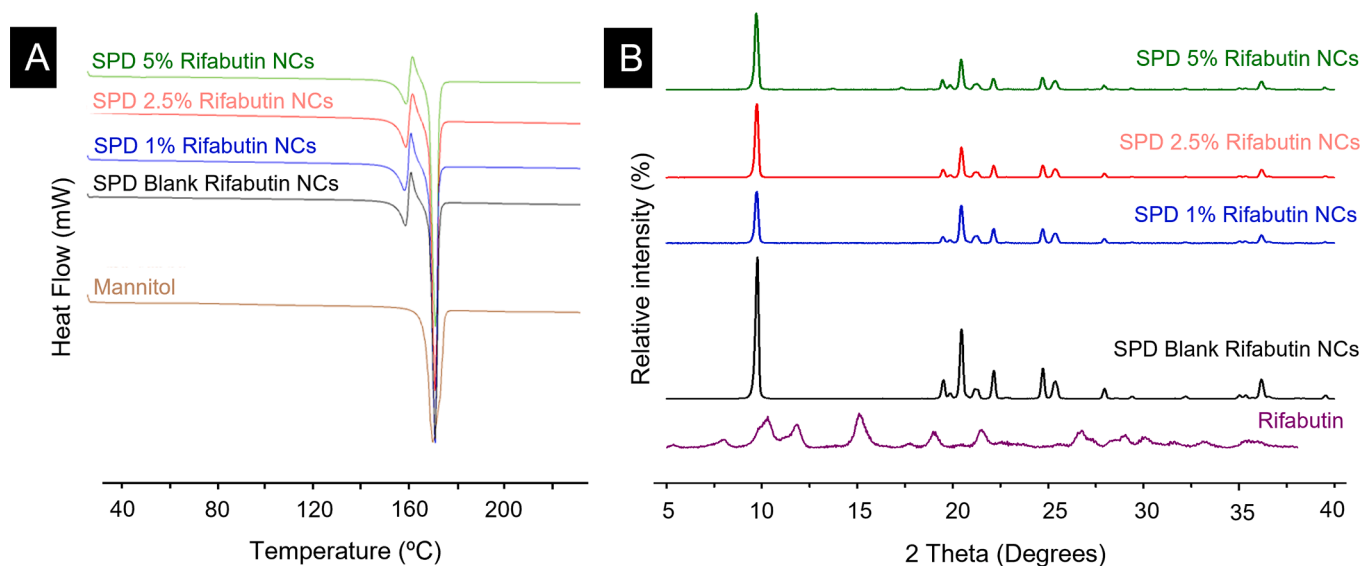 A
SPD 5% Rifabutin NCs
SPD 2.5% Rifabutin NCs
SPD 1% Rifabutin NCs
SPD Blank Rifabutin NCs
Mannitol
Heat Flow (mW)
40 80 120 160 200
Temperature (ºC)
B
SPD 5% Rifabutin NCs
SPD 2.5% Rifabutin NCs
SPD 1% Rifabutin NCs
SPD Blank Rifabutin NCs
Rifabutin
Relative intensity (%)
5 10 15 20 25 30 35 40
2 Theta (Degrees)